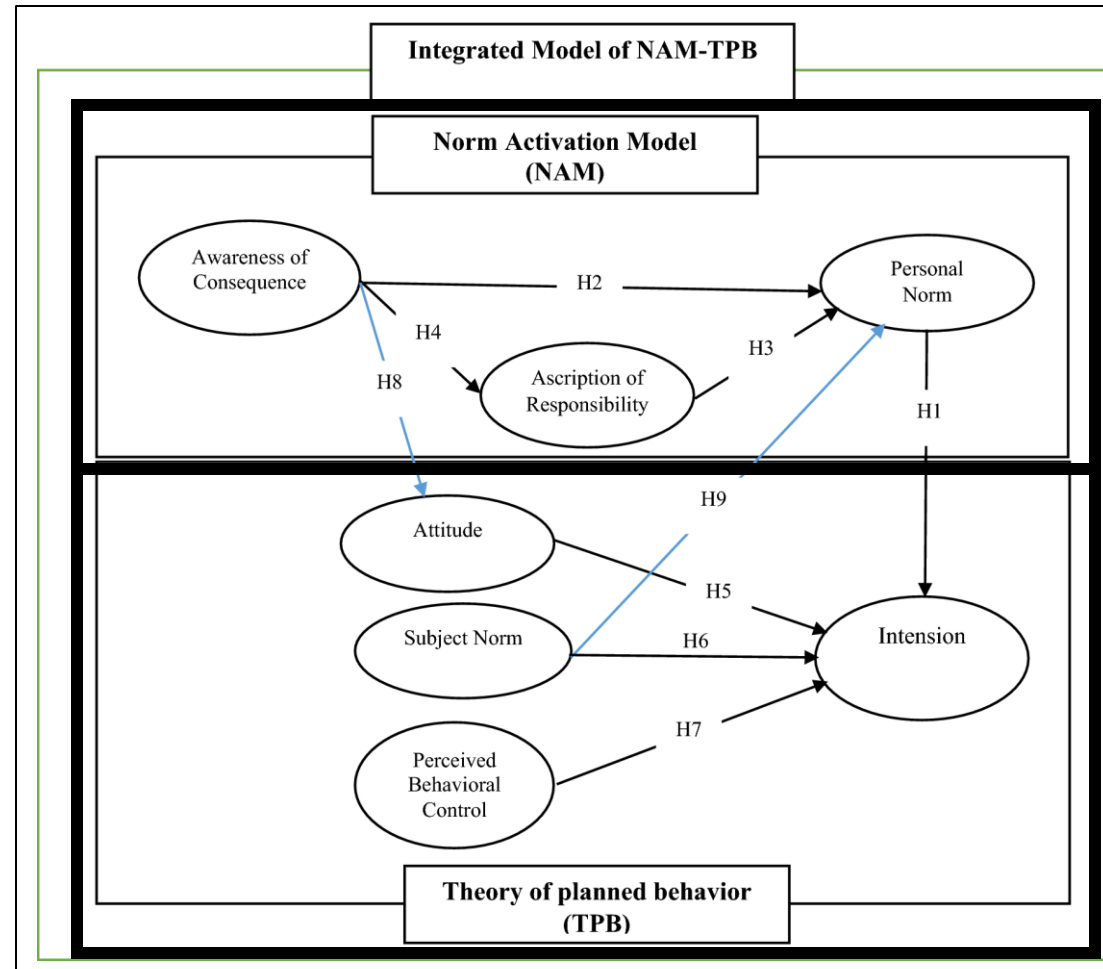 Integrated Model of NAM-TPB
Norm Activation Model
(NAM)
Awareness of
Consequence
H2
Personal
Norm
H4
H3
H8
Ascription of
Responsibility
H1
H9
Attitude
H5
Subject Norm
H6
Intension
H7
Perceived
Behavioral
Control
Theory of planned behavior
(TPB)